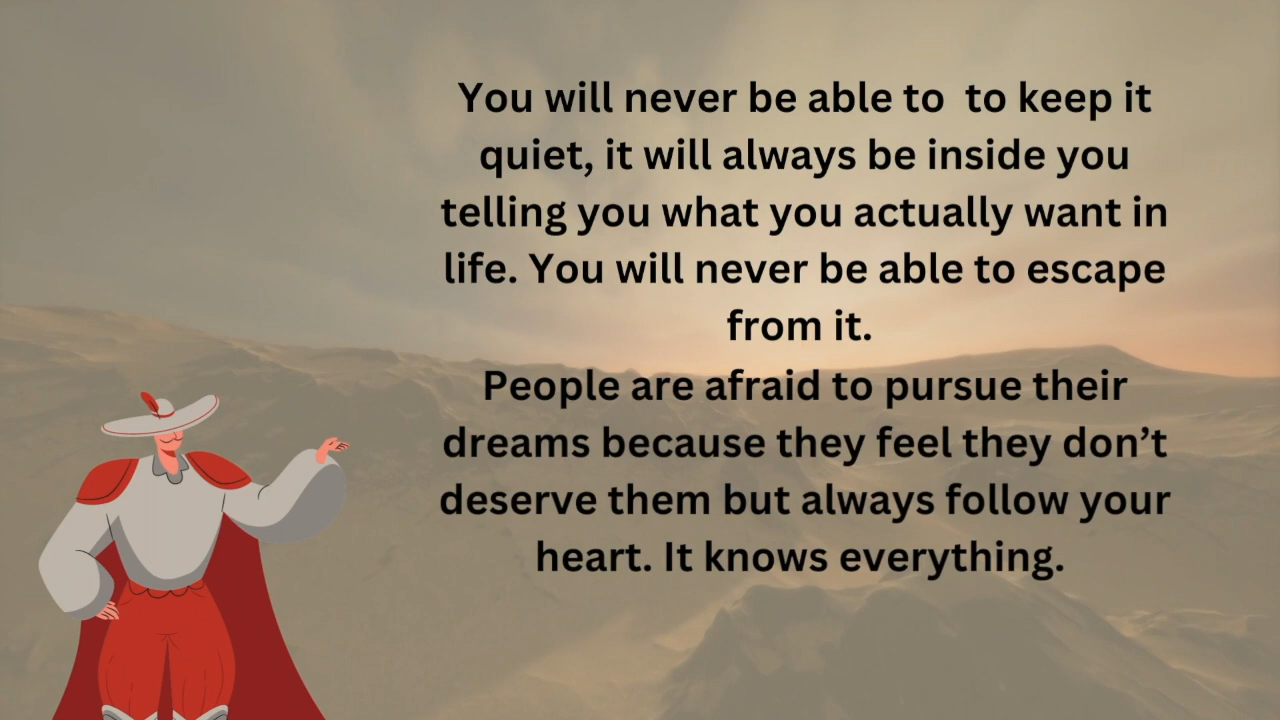 You will never be able to  to keep it
quiet, it will always be inside you
telling you what you actually want in
life. You will never be able to escape
from it.
People are afraid to pursue their
dreams because they feel they don’t
deserve them but always follow your
heart. It knows everything.